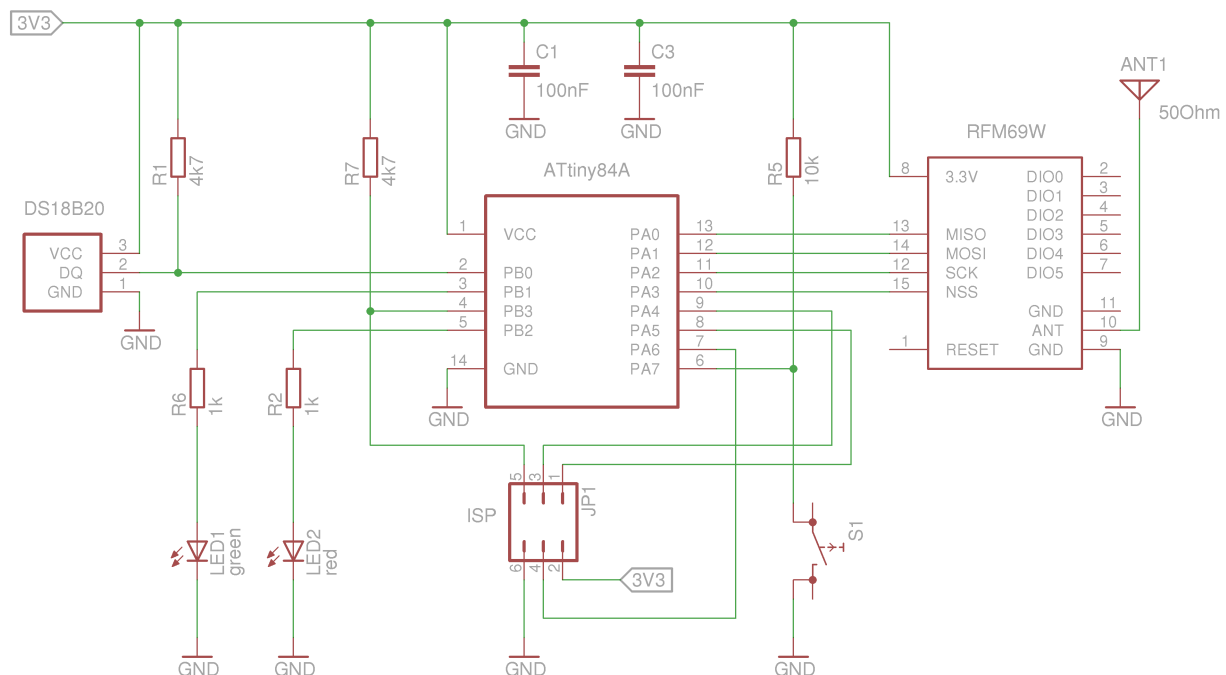 3V3
C1
100nF
GND
C3
100nF
GND
ANT1
50Ohm
R1
4k7
R7
4k7
R5
10k
DS18B20
VCC 3
DQ 2
GND 1
GND
ATtiny84A
1 VCC
2 PB0
3 PB1
4 PB3
5 PB2
14 GND
GND
PA0 13
PA1 12
PA2 11
PA3 10
PA4 9
PA5 8
PA6 7
PA7 6
RFM69W
8 3.3V
13 MISO
14 MOSI
12 SCK
15 NSS
1 RESET
DIO0 2
DIO1 3
DIO2 4
DIO3 5
DIO4 6
DIO5 7
GND 11
ANT 10
GND 9
GND
R6
1k
R2
1k
LED1
green
LED2
red
GND
GND
ISP
JP1
5 3 1
6 4 2
3V3
GND
S1
GND